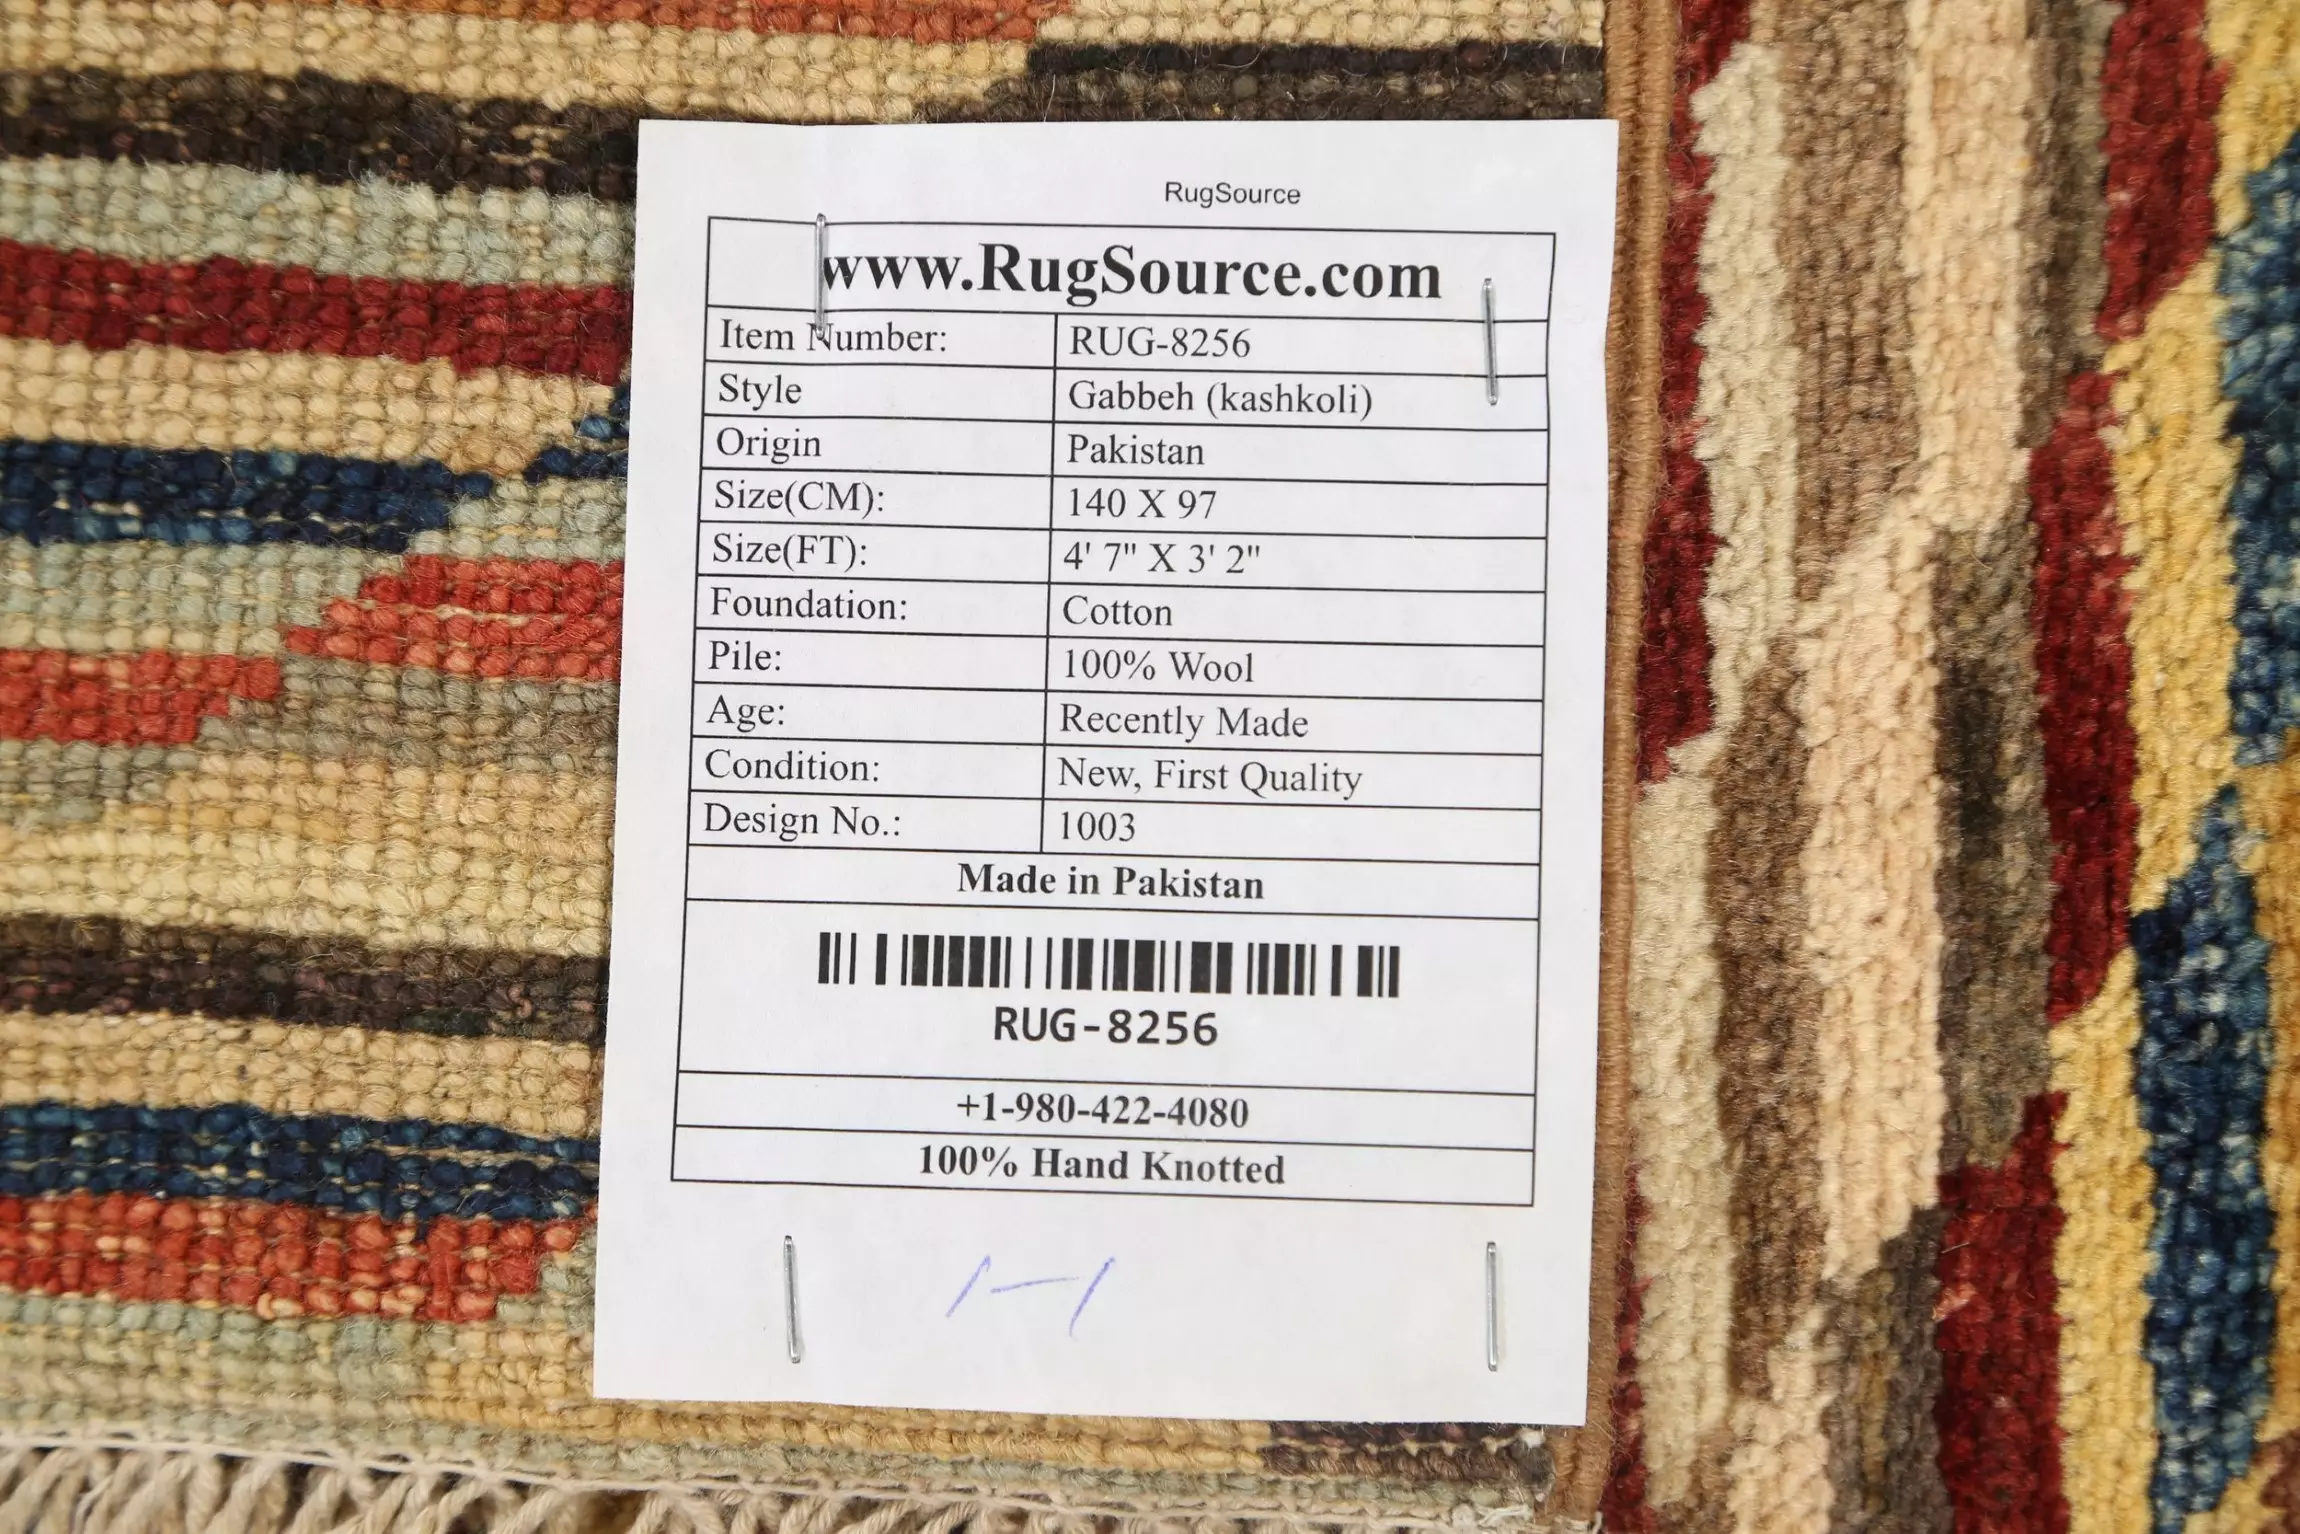 RugSource
www.RugSource.com
Item Number: RUG-8256
Style Gabbeh (kashkoli)
Origin Pakistan
Size(CM): 140 X 97
Size(FT): 4' 7" X 3' 2"
Foundation: Cotton
Pile: 100% Wool
Age: Recently Made
Condition: New, First Quality
Design No.: 1003
Made in Pakistan
RUG-8256
+1-980-422-4080
100% Hand Knotted
1-1